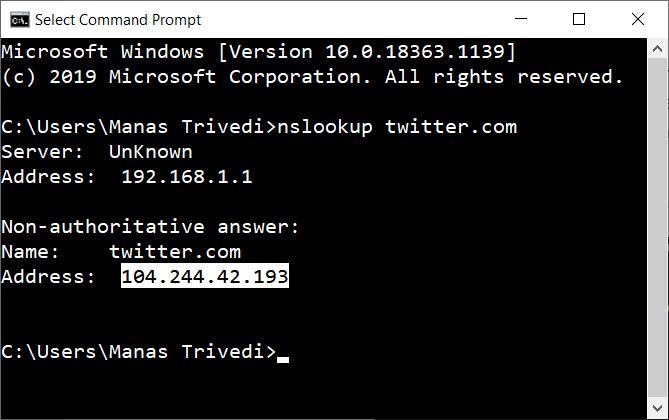 Select Command Prompt
Microsoft Windows [Version 10.0.18363.1139]
(c) 2019 Microsoft Corporation. All rights reserved.
C:\Users\Manas Trivedi>nslookup twitter.com
Server:  UnKnown
Address:  192.168.1.1
Non-authoritative answer:
Name:    twitter.com
Address:  104.244.42.193
C:\Users\Manas Trivedi>